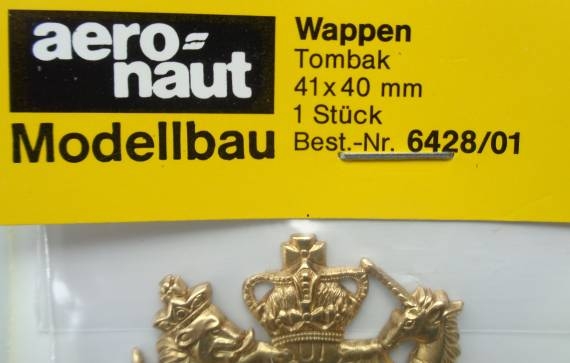 aero=
naut
Modellbau
Wappen
Tombak
41x40 mm
1 Stück
Best.-Nr. 6428/01